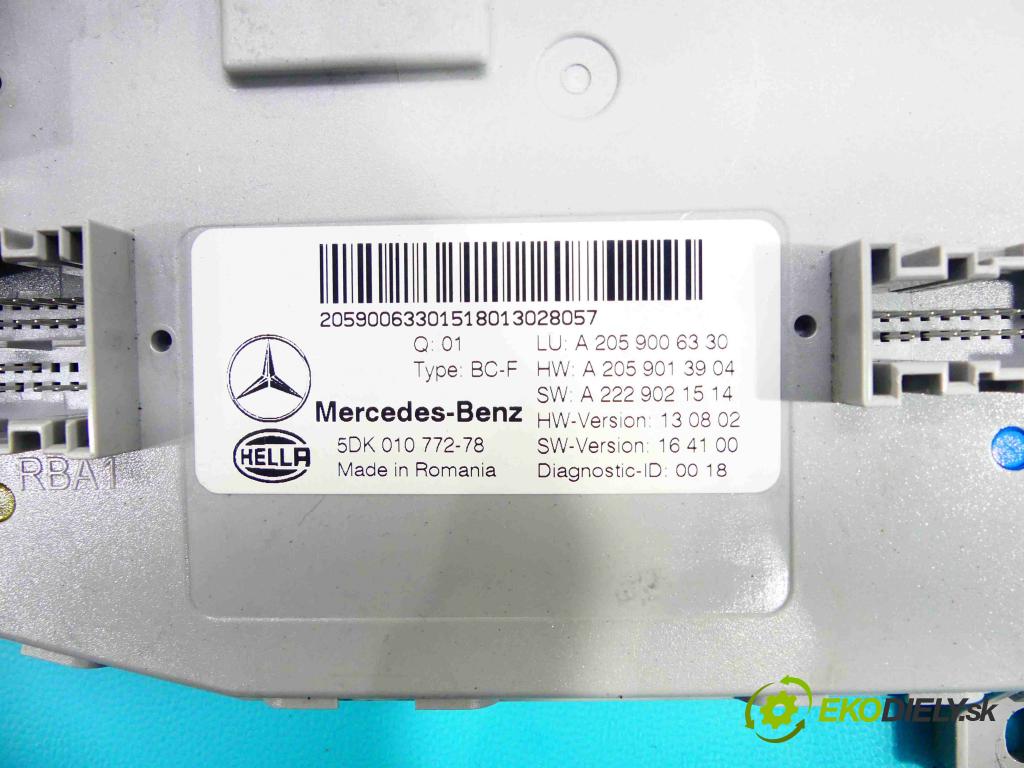 2059006330151801302805​7
Q: 01
Type: BC-F
LU: A 205 900 63 30
HW: A 205 901 39 04
SW: A 222 902 15 14
Mercedes-Benz
HW-Version: 13 08 02
HELLA
5DK 010 772-78
SW-Version: 16 41 00
Made in Romania
Diagnostic-ID: 00 18
RBA1
EKODIELY.sk